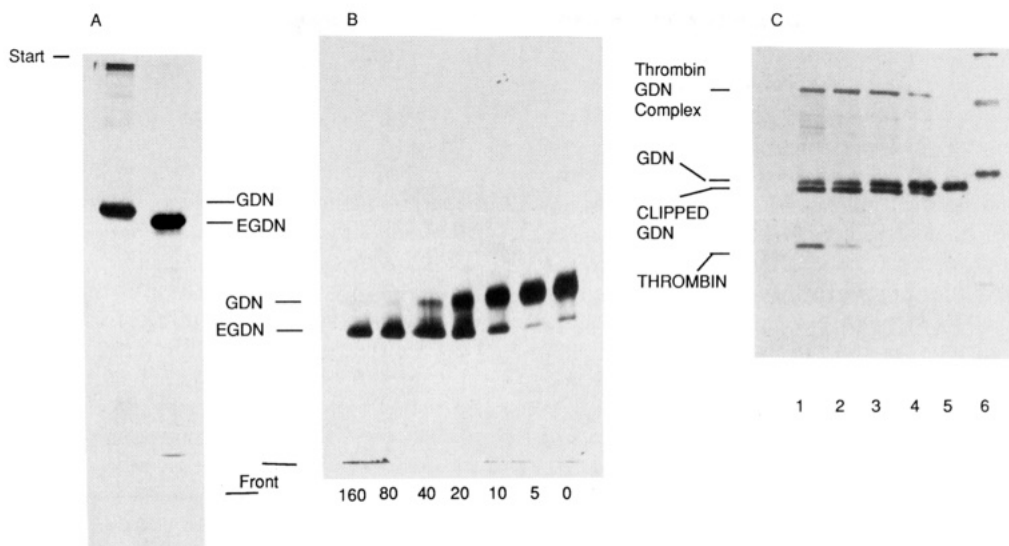 A
B
C
Start
GDN
EGDN
GDN
EGDN
Front
160 80 40 20 10 5 0
Thrombin
GDN
Complex
GDN
CLIPPED
GDN
THROMBIN
1 2 3 4 5 6